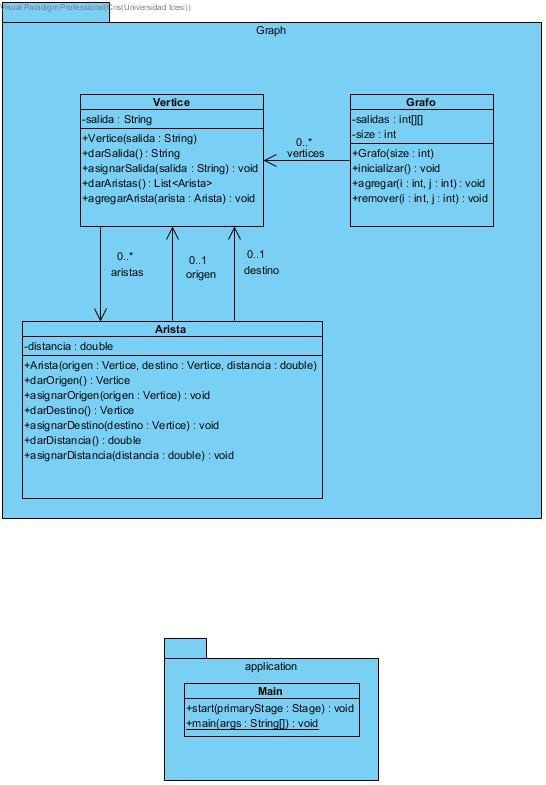 Visual Paradigm Professional(Cris(Universidad Icesi))
Graph
Vertice
-salida : String
+Vertice(salida : String)
+darSalida() : String
+asignarSalida(salida : String) : void
+darAristas() : List<Arista>
+agregarArista(arista : Arista) : void
Grafo
-salidas : int[][]
-size : int
+Grafo(size : int)
+inicializar() : void
+agregar(i : int, j : int) : void
+remover(i : int, j : int) : void
0..*
vertices
0..*
aristas
0..1
origen
0..1
destino
Arista
-distancia : double
+Arista(origen : Vertice, destino : Vertice, distancia : double)
+darOrigen() : Vertice
+asignarOrigen(origen : Vertice) : void
+darDestino() : Vertice
+asignarDestino(destino : Vertice) : void
+darDistancia() : double
+asignarDistancia(distancia : double) : void
application
Main
+start(primaryStage : Stage) : void
+main(args : String[]) : void